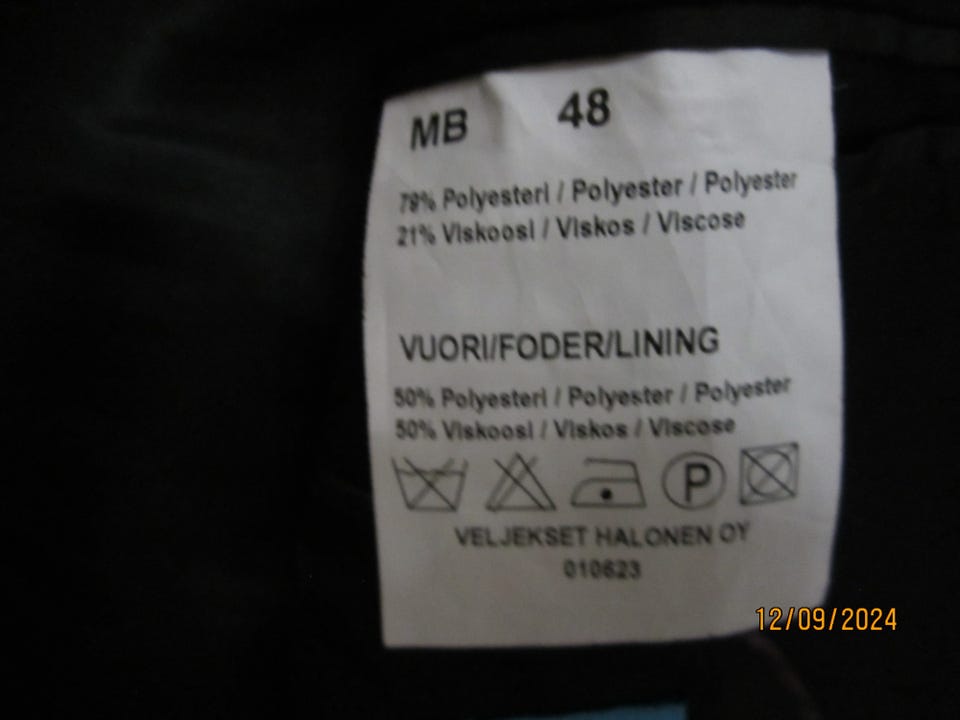 MB 48
79% Polyesteri / Polyester / Polyester
21% Viskoosi / Viskos / Viscose
VUORI/FODER/LINING
50% Polyesteri / Polyester / Polyester
50% Viskoosi / Viskos / Viscose
P
VELJEKSET HALONEN OY
010623
12/09/2024